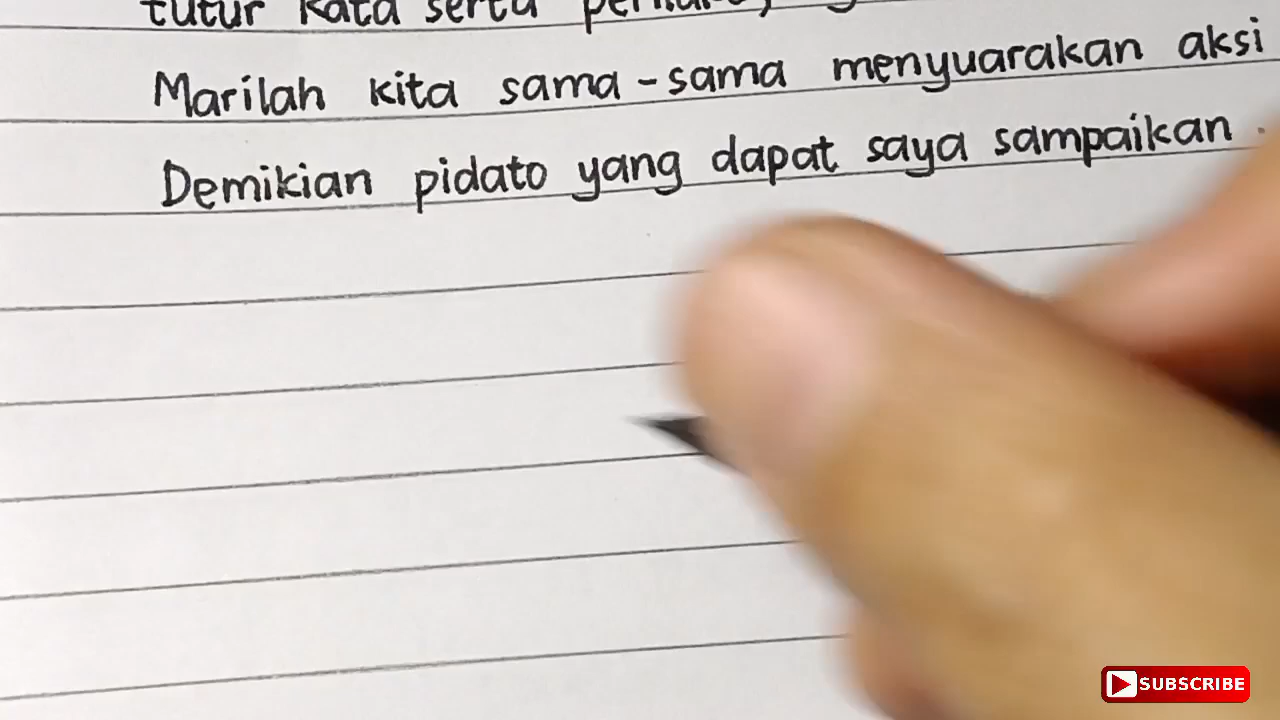 tutur kata serta
Marilah kita sama-sama menyuarakan aksi
Demikian pidato yang dapat saya sampaikan.
SUBSCRIBE